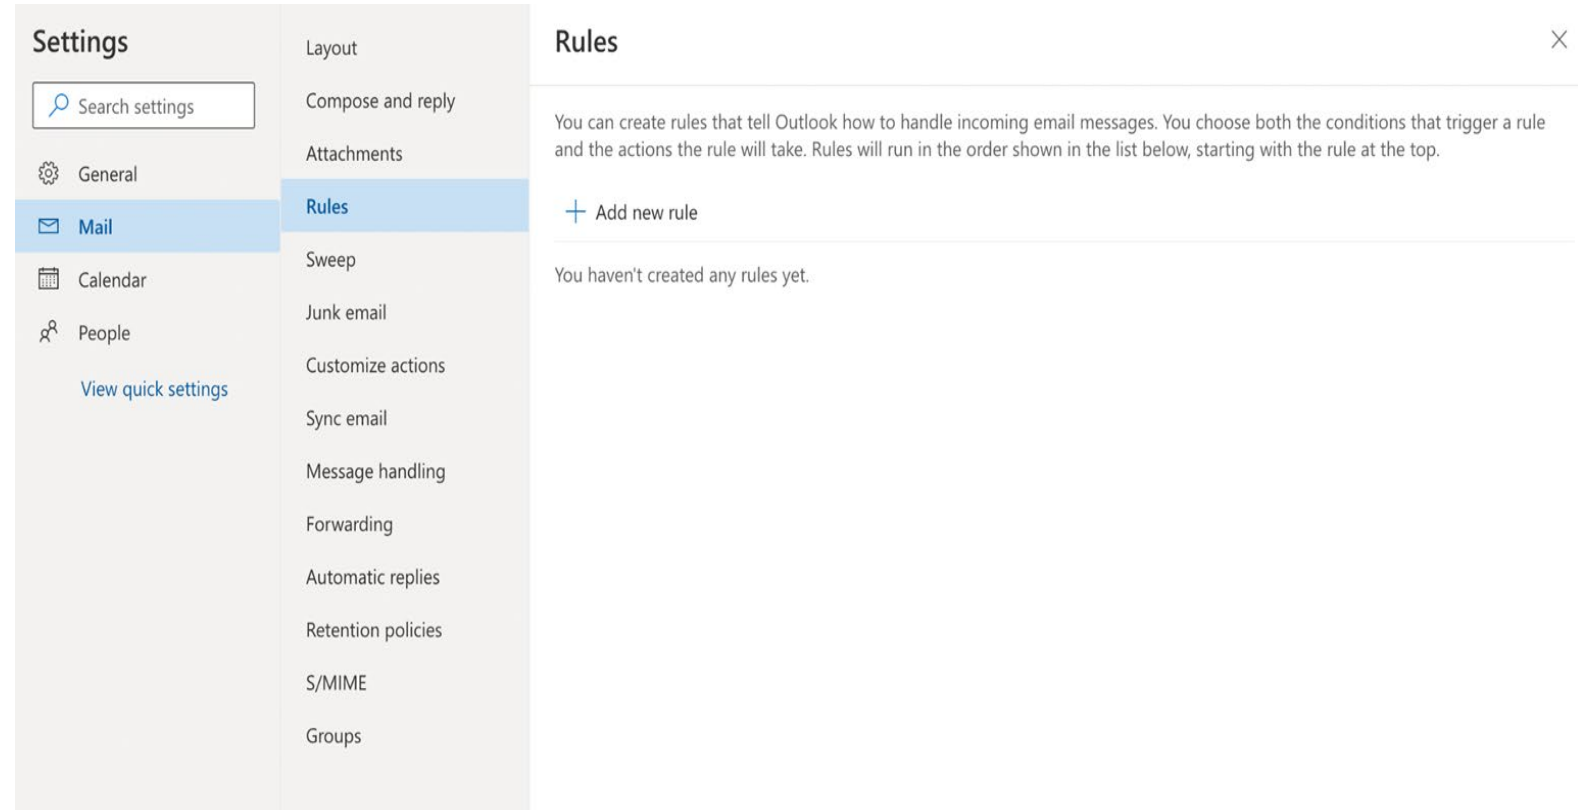 Settings
Search settings
General
Mail
Calendar
People
View quick settings
Layout
Compose and reply
Attachments
Rules
Sweep
Junk email
Customize actions
Sync email
Message handling
Forwarding
Automatic replies
Retention policies
S/MIME
Groups
Rules
You can create rules that tell Outlook how to handle incoming email messages. You choose both the conditions that trigger a rule
and the actions the rule will take. Rules will run in the order shown in the list below, starting with the rule at the top.
Add new rule
You haven't created any rules yet.